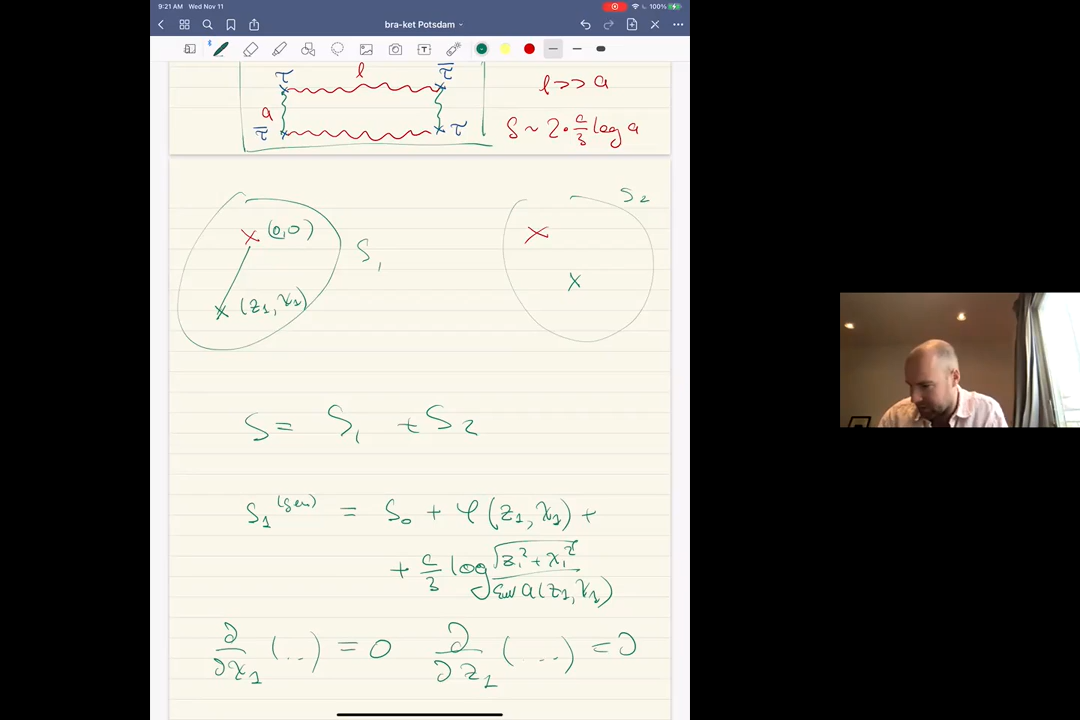 9:21 AM Wed Nov 11
100%
bra-ket Potsdam
τ l τ̄
l >> a
a
τ̄ τ
S ~ 2 · c/3 log a
S₂
(0,0)
S₁
(z₁, x₁)
S = S₁ + S₂
S₁^(gen) = S₀ + φ(z₁, x₁) +
+ c/3 log √(z₁² + x₁²) / ε_uv a(z₁, x₁)
∂/∂x₁ (...) = 0 ∂/∂z₁ (...) = 0